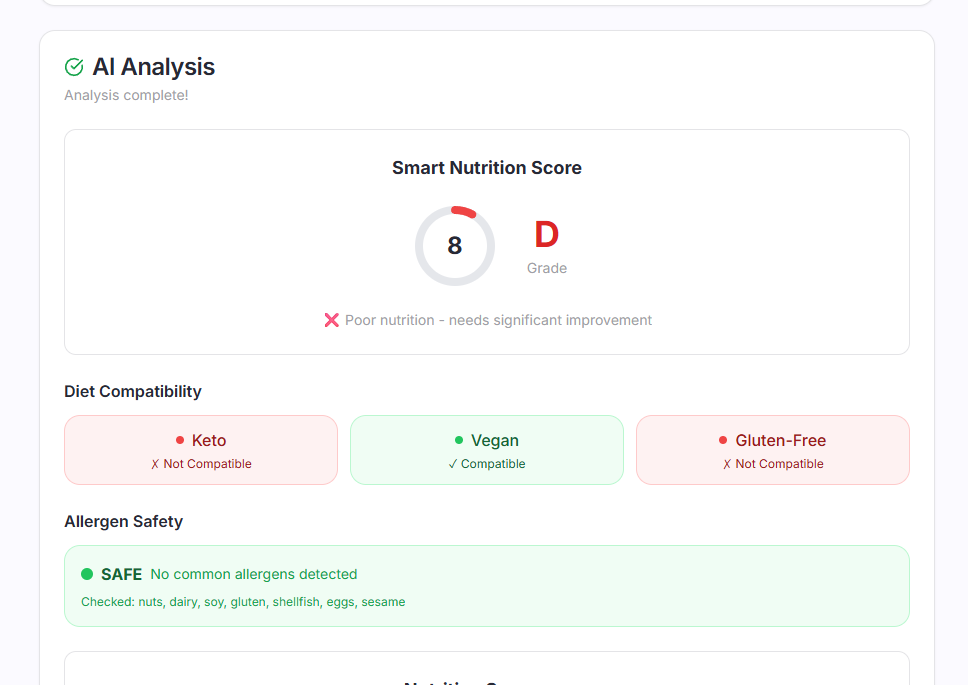 AI Analysis
Analysis complete!
Smart Nutrition Score
8
D
Grade
❌ Poor nutrition - needs significant improvement
Diet Compatibility
Keto
✗ Not Compatible
Vegan
✓ Compatible
Gluten-Free
✗ Not Compatible
Allergen Safety
SAFE No common allergens detected
Checked: nuts, dairy, soy, gluten, shellfish, eggs, sesame